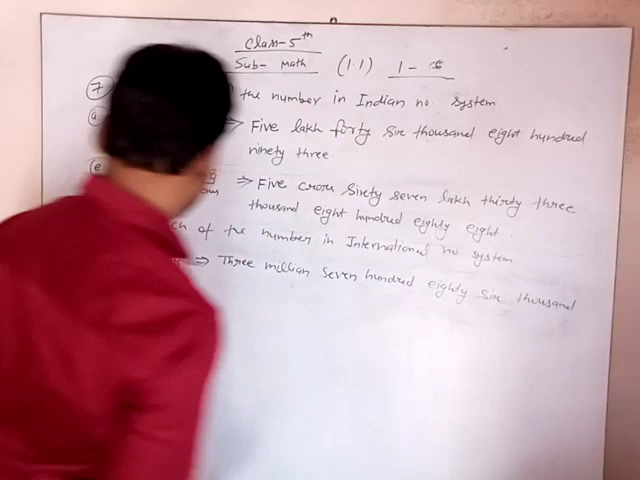 Class-5th
Sub- Math (1.1) 1-
7 the number in Indian no. system
a ⇒ Five lakh forty six thousand eight hundred
ninety three.
e ⇒ Five crore Sixty seven lakh thirty three
thousand eight hundred eighty eight.
of the number in International no. system.
⇒ Three million seven hundred eighty six thousand